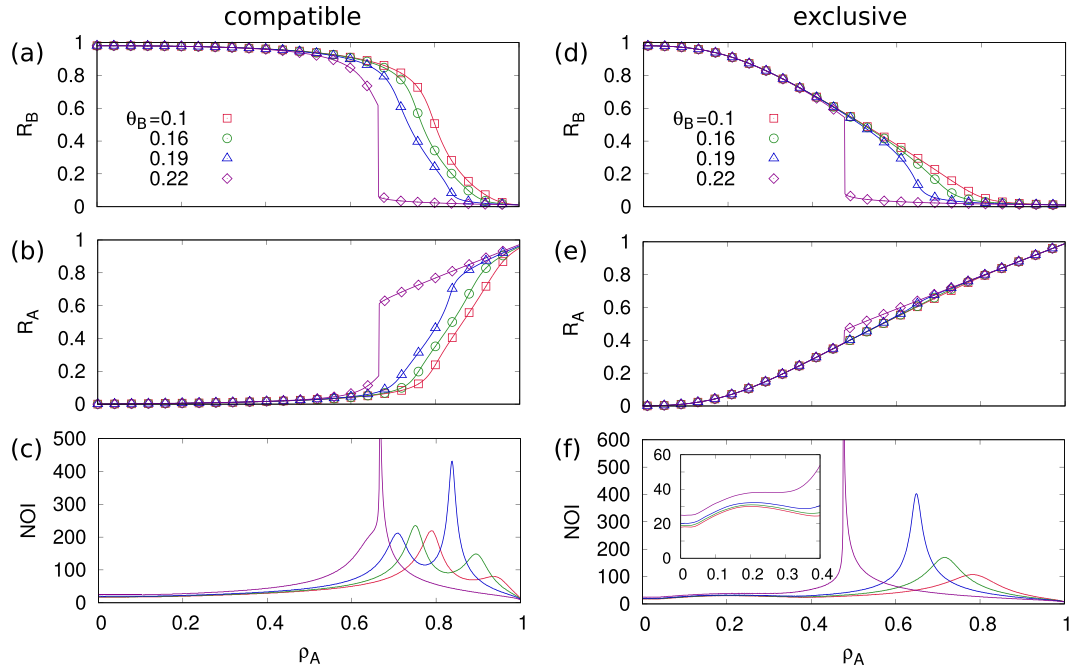 compatible
exclusive
(a)
1
0.8
0.6
0.4
0.2
0
R_B
θ_B=0.1
0.16
0.19
0.22
(d)
1
0.8
0.6
0.4
0.2
0
R_B
θ_B=0.1
0.16
0.19
0.22
(b)
1
0.8
0.6
0.4
0.2
0
R_A
(e)
1
0.8
0.6
0.4
0.2
0
R_A
(c)
500
400
300
200
100
0
NOI
0 0.2 0.4 0.6 0.8 1
ρ_A
(f)
600
500
400
300
200
100
0
NOI
60
40
20
0
0 0.1 0.2 0.3 0.4
0 0.2 0.4 0.6 0.8 1
ρ_A